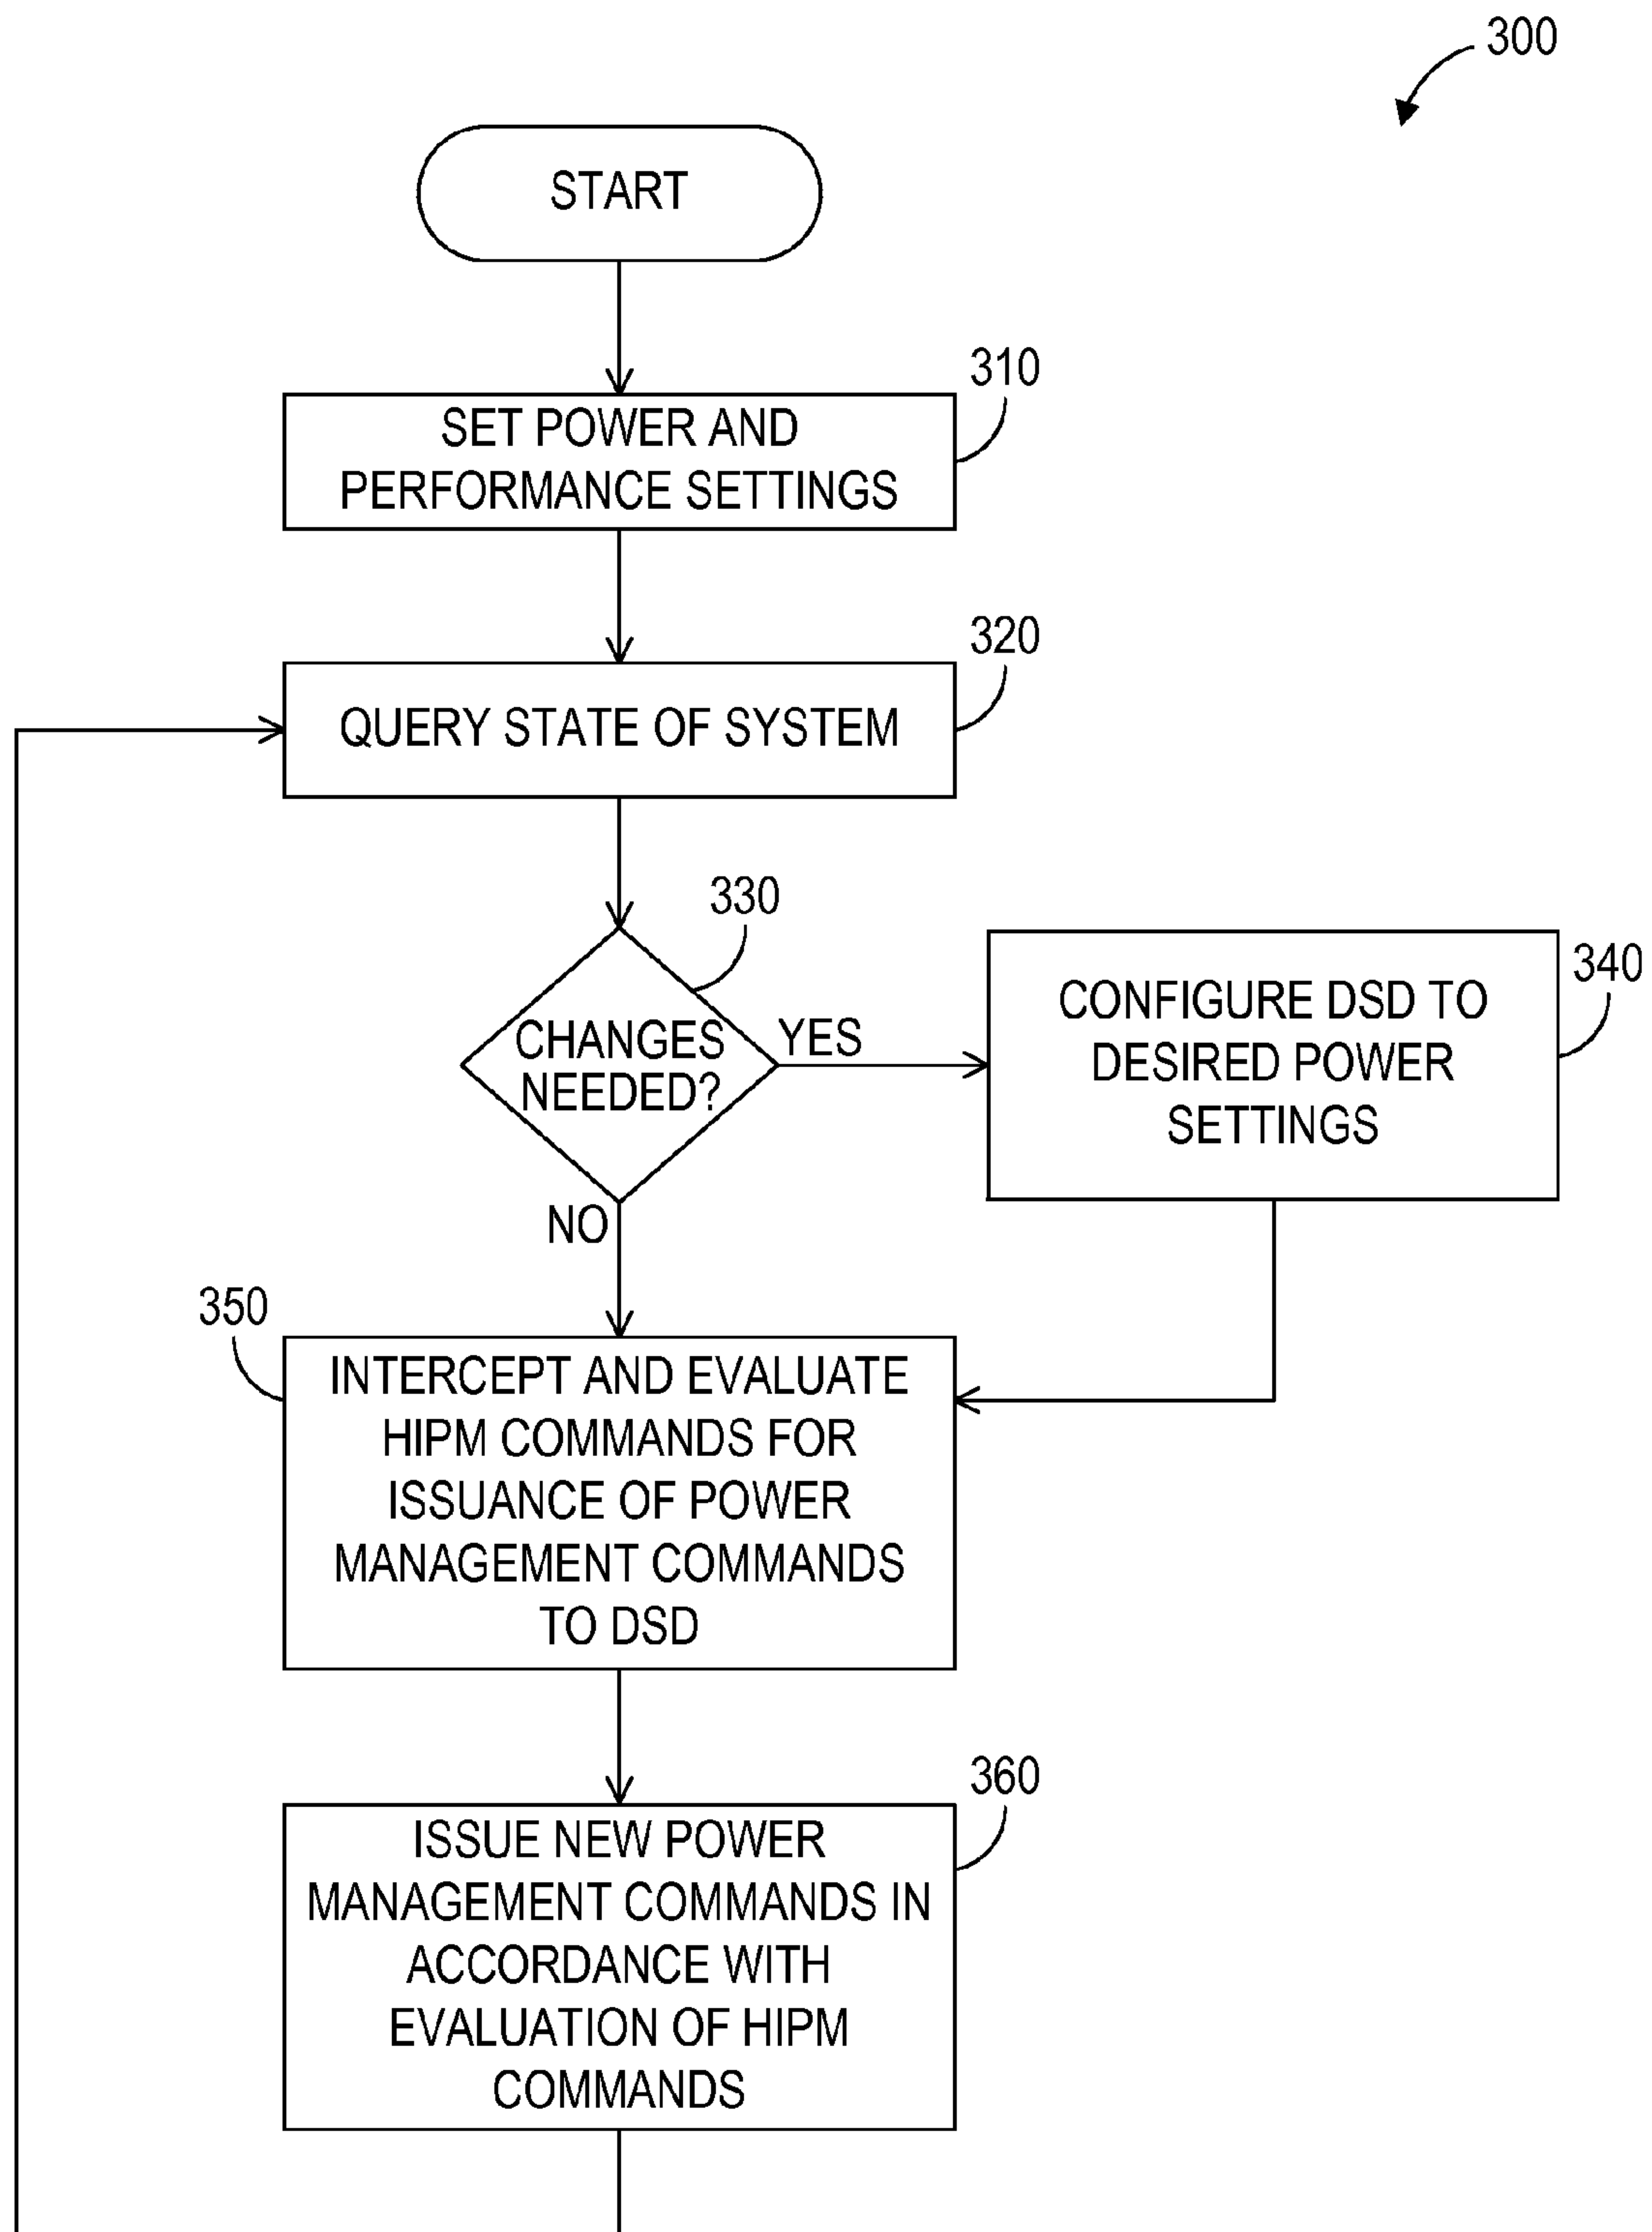 300
START
310
SET POWER AND
PERFORMANCE SETTINGS
320
QUERY STATE OF SYSTEM
330
CHANGES
NEEDED?
YES
340
CONFIGURE DSD TO
DESIRED POWER
SETTINGS
NO
350
INTERCEPT AND EVALUATE
HIPM COMMANDS FOR
ISSUANCE OF POWER
MANAGEMENT COMMANDS
TO DSD
360
ISSUE NEW POWER
MANAGEMENT COMMANDS IN
ACCORDANCE WITH
EVALUATION OF HIPM
COMMANDS